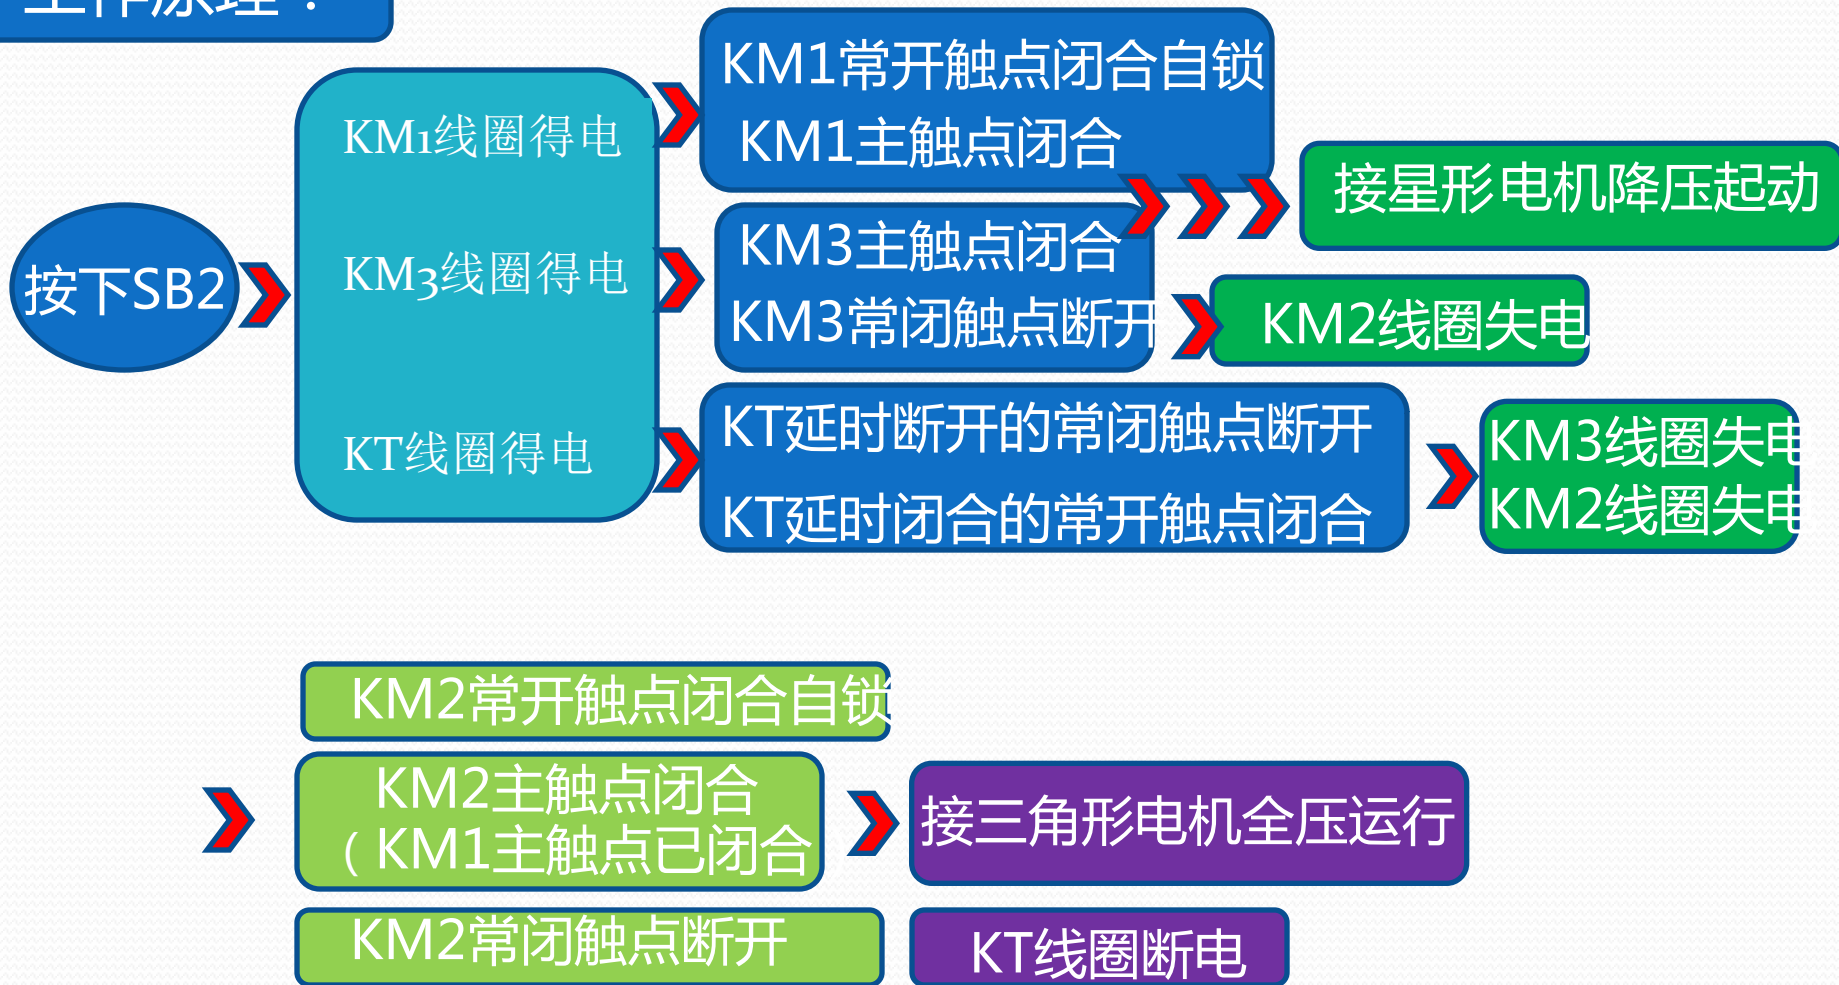 工作原理：
按下SB2
KM1线圈得电
KM3线圈得电
KT线圈得电
KM1常开触点闭合自锁
KM1主触点闭合
KM3主触点闭合
KM3常闭触点断开
接星形电机降压起动
KM2线圈失电
KT延时断开的常闭触点断开
KT延时闭合的常开触点闭合
KM3线圈失电
KM2线圈失电
KM2常开触点闭合自锁
KM2主触点闭合
（KM1主触点已闭合
接三角形电机全压运行
KM2常闭触点断开
KT线圈断电